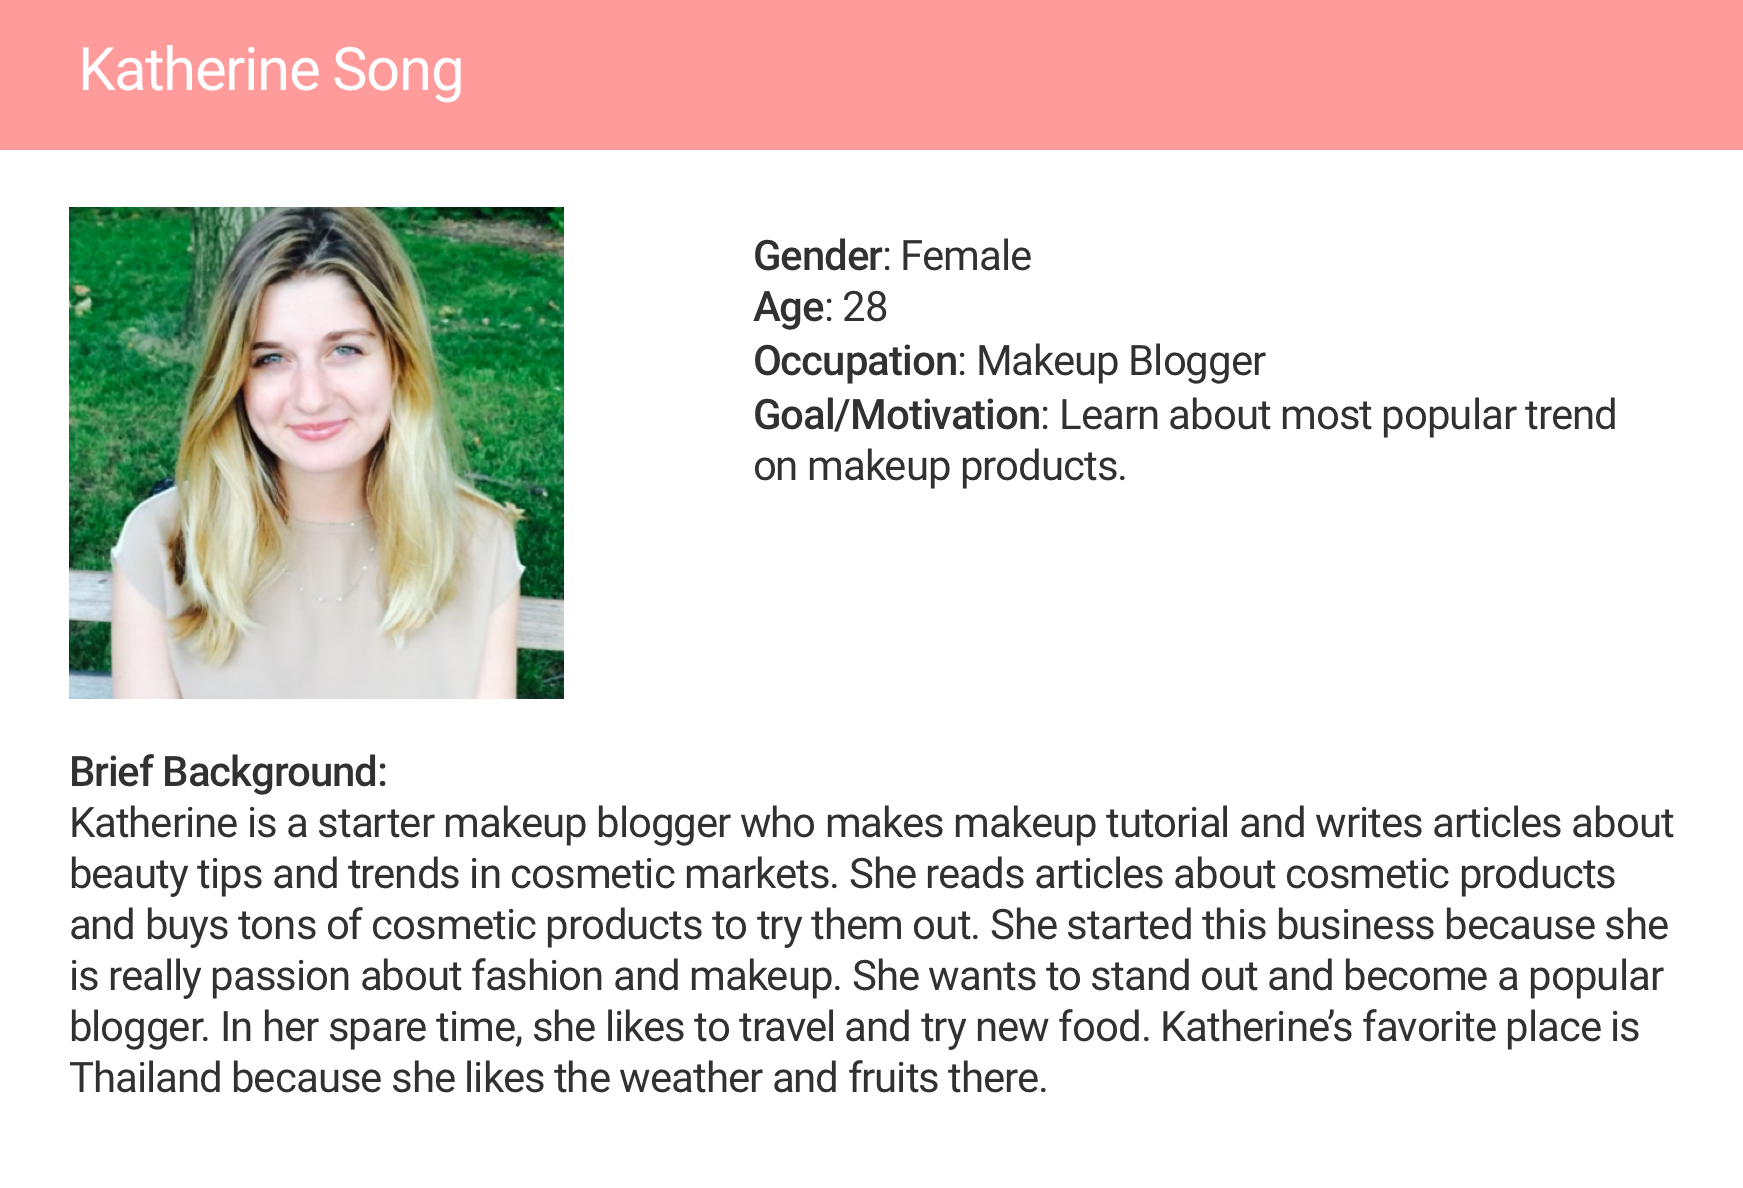 Katherine Song
Gender: Female
Age: 28
Occupation: Makeup Blogger
Goal/Motivation: Learn about most popular trend
on makeup products.
Brief Background:
Katherine is a starter makeup blogger who makes makeup tutorial and writes articles about
beauty tips and trends in cosmetic markets. She reads articles about cosmetic products
and buys tons of cosmetic products to try them out. She started this business because she
is really passion about fashion and makeup. She wants to stand out and become a popular
blogger. In her spare time, she likes to travel and try new food. Katherine’s favorite place is
Thailand because she likes the weather and fruits there.